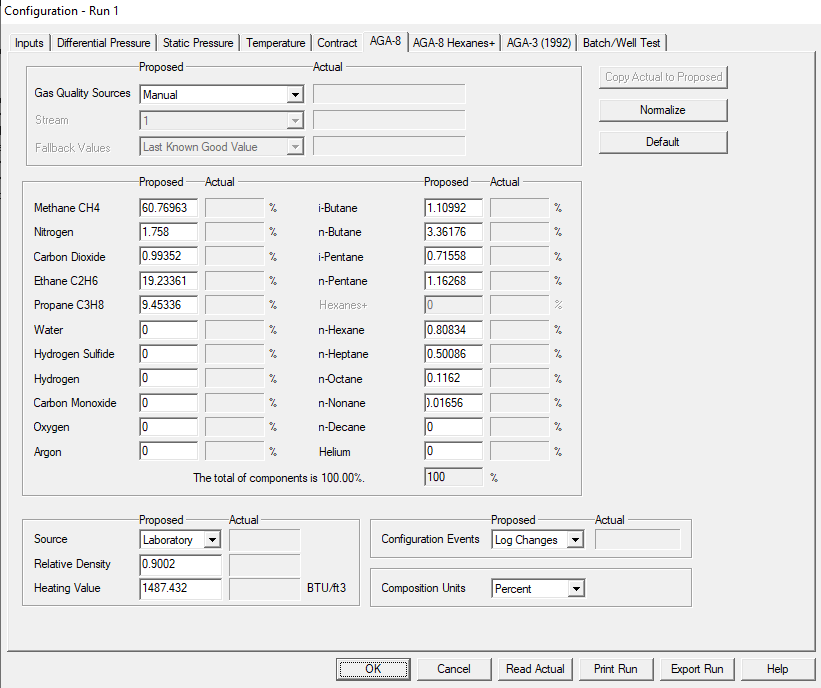 Configuration - Run 1
Inputs Differential Pressure Static Pressure Temperature Contract AGA-8 AGA-8 Hexanes+ AGA-3 (1992) Batch/Well Test
Proposed Actual
Gas Quality Sources Manual Copy Actual to Proposed
Stream 1 Normalize
Fallback Values Last Known Good Value Default
Proposed Actual Proposed Actual
Methane CH4 60.76963 % i-Butane 1.10992 %
Nitrogen 1.758 % n-Butane 3.36176 %
Carbon Dioxide 0.99352 % i-Pentane 0.71558 %
Ethane C2H6 19.23361 % n-Pentane 1.16268 %
Propane C3H8 9.45336 % Hexanes+ 0 %
Water 0 % n-Hexane 0.80834 %
Hydrogen Sulfide 0 % n-Heptane 0.50086 %
Hydrogen 0 % n-Octane 0.1162 %
Carbon Monoxide 0 % n-Nonane 0.01656 %
Oxygen 0 % n-Decane 0 %
Argon 0 % Helium 0 %
The total of components is 100.00%. 100 %
Proposed Actual Proposed Actual
Source Laboratory Configuration Events Log Changes
Relative Density 0.9002
Heating Value 1487.432 BTU/ft3 Composition Units Percent
OK Cancel Read Actual Print Run Export Run Help